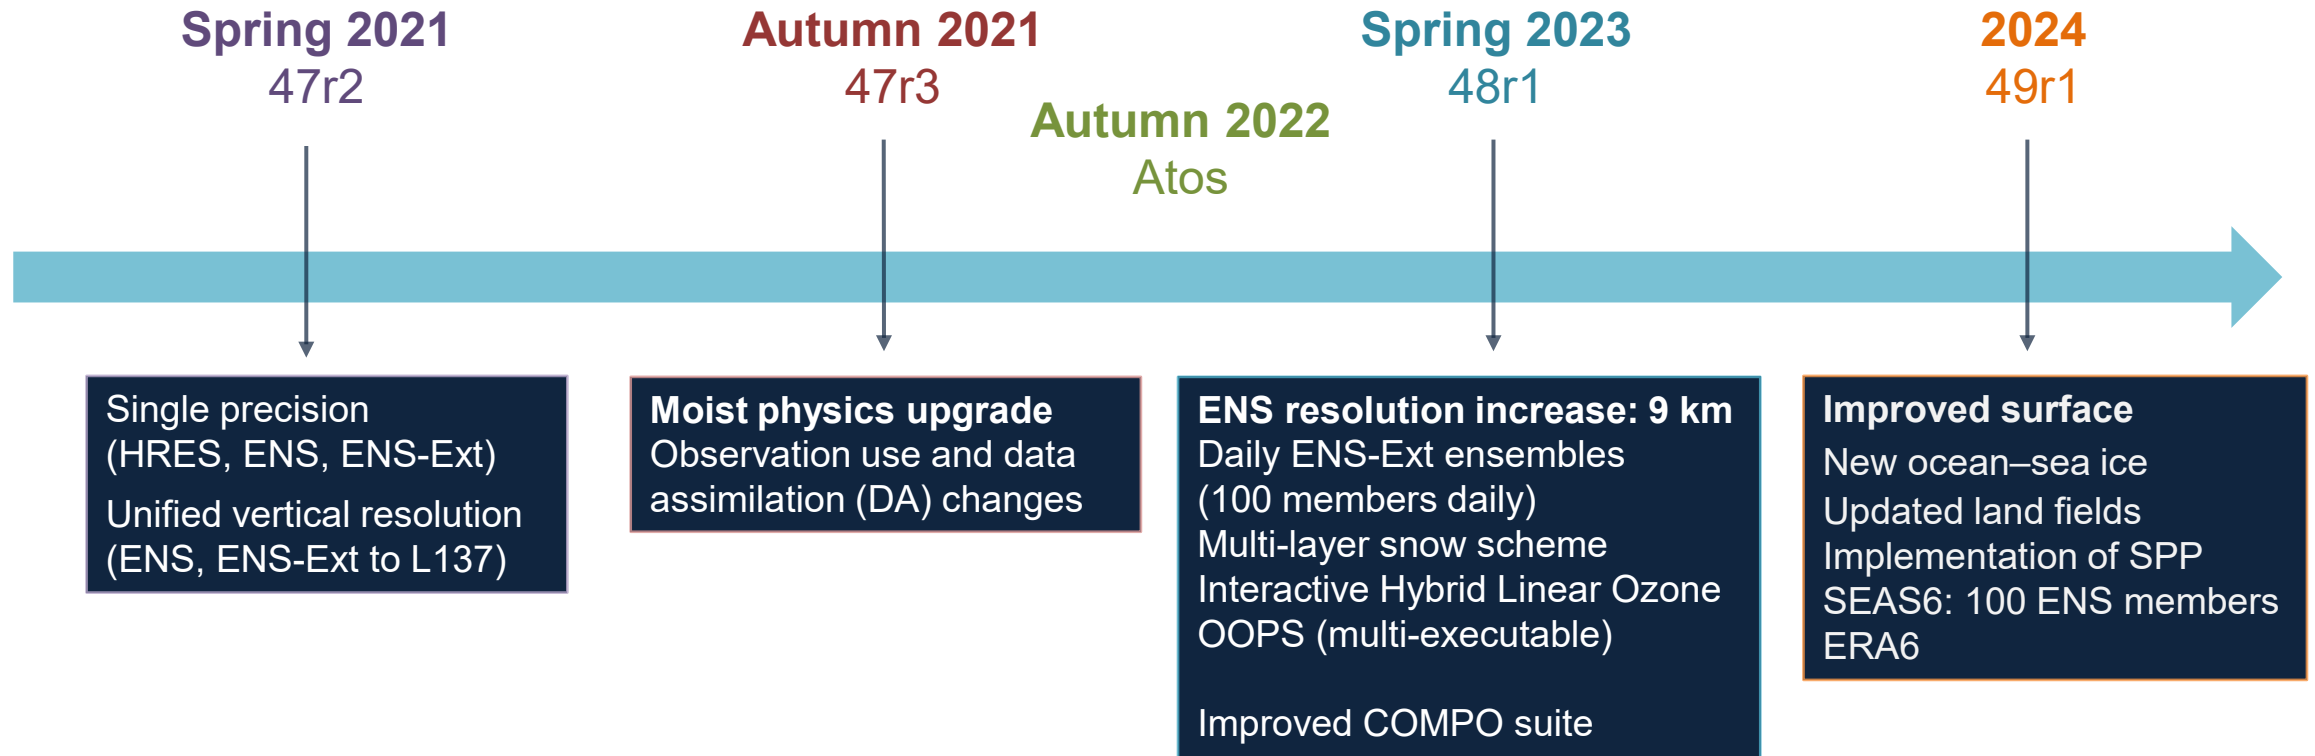 Spring 2021
47r2
Autumn 2021
47r3
Autumn 2022
Atos
Spring 2023
48r1
2024
49r1
Single precision
(HRES, ENS, ENS-Ext)
Unified vertical resolution
(ENS, ENS-Ext to L137)
Moist physics upgrade
Observation use and data
assimilation (DA) changes
ENS resolution increase: 9 km
Daily ENS-Ext ensembles
(100 members daily)
Multi-layer snow scheme
Interactive Hybrid Linear Ozone
OOPS (multi-executable)
Improved COMPO suite
Improved surface
New ocean–sea ice
Updated land fields
Implementation of SPP
SEAS6: 100 ENS members
ERA6